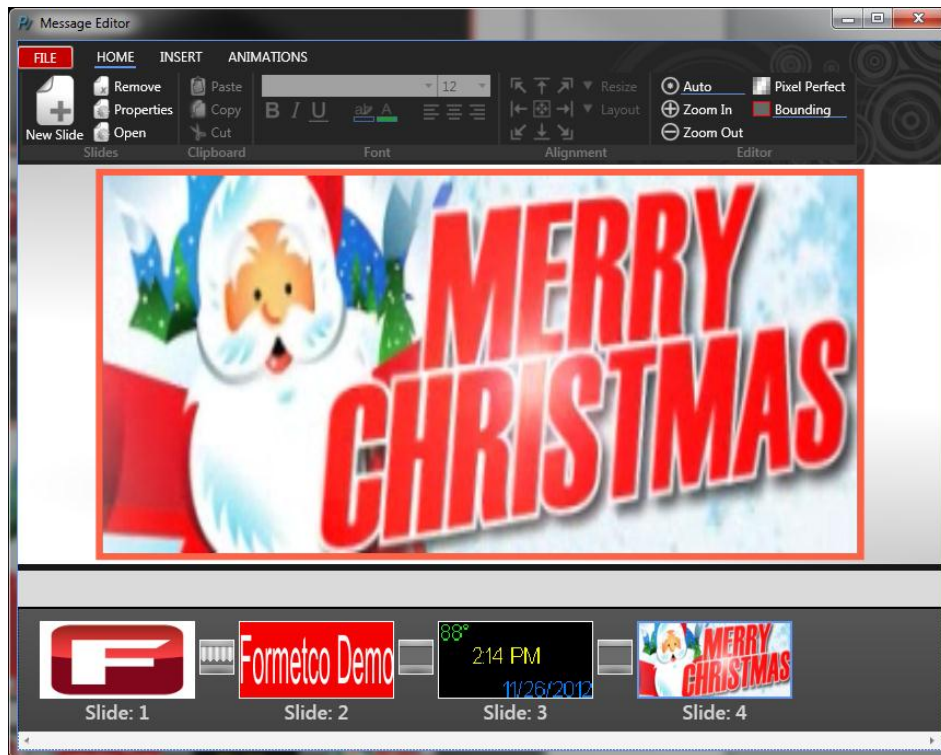 Message Editor
FILE HOME INSERT ANIMATIONS
New Slide
Remove
Properties
Open
Slides
Paste
Copy
Cut
Clipboard
12
B I U ab A
Font
Resize
Layout
Alignment
Auto
Zoom In
Zoom Out
Pixel Perfect
Bounding
Editor
MERRY
CHRISTMAS
F
Formetco Demo
88°
2:14 PM
11/26/2012
MERRY
CHRISTMAS
Slide: 1 Slide: 2 Slide: 3 Slide: 4